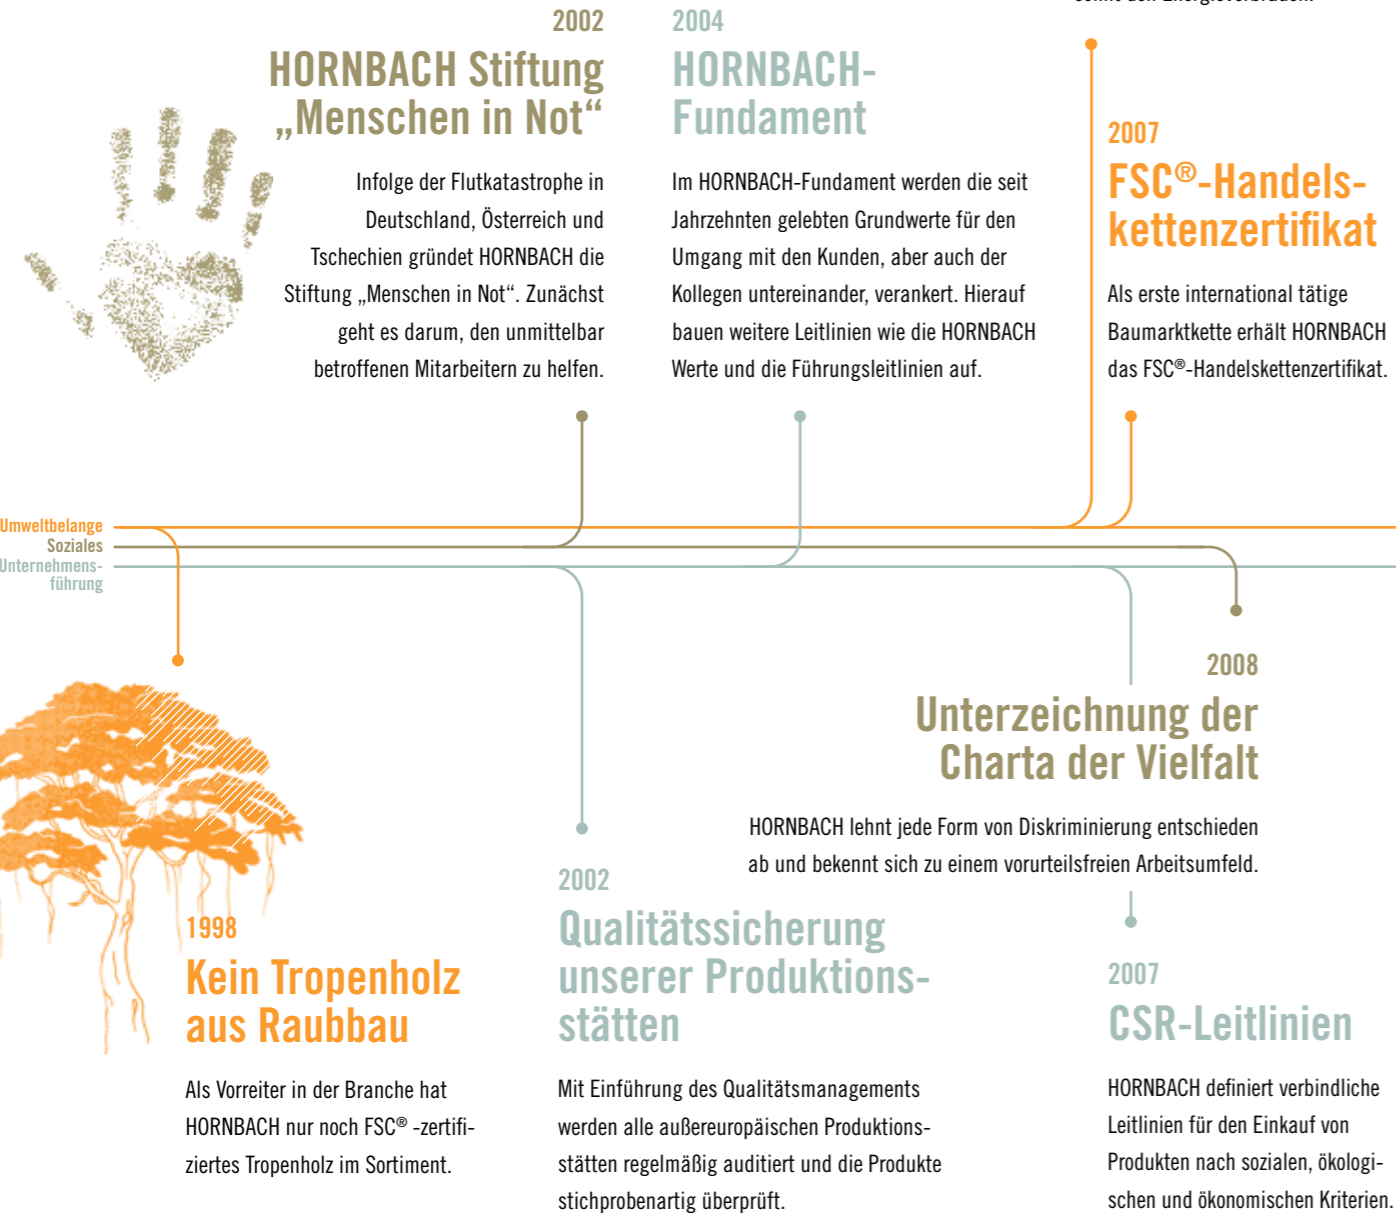 2002
HORNBACH Stiftung
„Menschen in Not“
Infolge der Flutkatastrophe in
Deutschland, Österreich und
Tschechien gründet HORNBACH die
Stiftung „Menschen in Not“. Zunächst
geht es darum, den unmittelbar
betroffenen Mitarbeitern zu helfen.
2004
HORNBACH-
Fundament
Im HORNBACH-Fundament werden die seit
Jahrzehnten gelebten Grundwerte für den
Umgang mit den Kunden, aber auch der
Kollegen untereinander, verankert. Hierauf
bauen weitere Leitlinien wie die HORNBACH
Werte und die Führungsleitlinien auf.
2007
FSC®-Handels-
kettenzertifikat
Als erste international tätige
Baumarktkette erhält HORNBACH
das FSC®-Handelskettenzertifikat.
Umweltbelange
Soziales
Unternehmens-
führung
1998
Kein Tropenholz
aus Raubbau
Als Vorreiter in der Branche hat
HORNBACH nur noch FSC® -zertifi-
ziertes Tropenholz im Sortiment.
2002
Qualitätssicherung
unserer Produktions-
stätten
Mit Einführung des Qualitätsmanagements
werden alle außereuropäischen Produktions-
stätten regelmäßig auditiert und die Produkte
stichprobenartig überprüft.
2008
Unterzeichnung der
Charta der Vielfalt
HORNBACH lehnt jede Form von Diskriminierung entschieden
ab und bekennt sich zu einem vorurteilsfreien Arbeitsumfeld.
2007
CSR-Leitlinien
HORNBACH definiert verbindliche
Leitlinien für den Einkauf von
Produkten nach sozialen, ökologi-
schen und ökonomischen Kriterien.